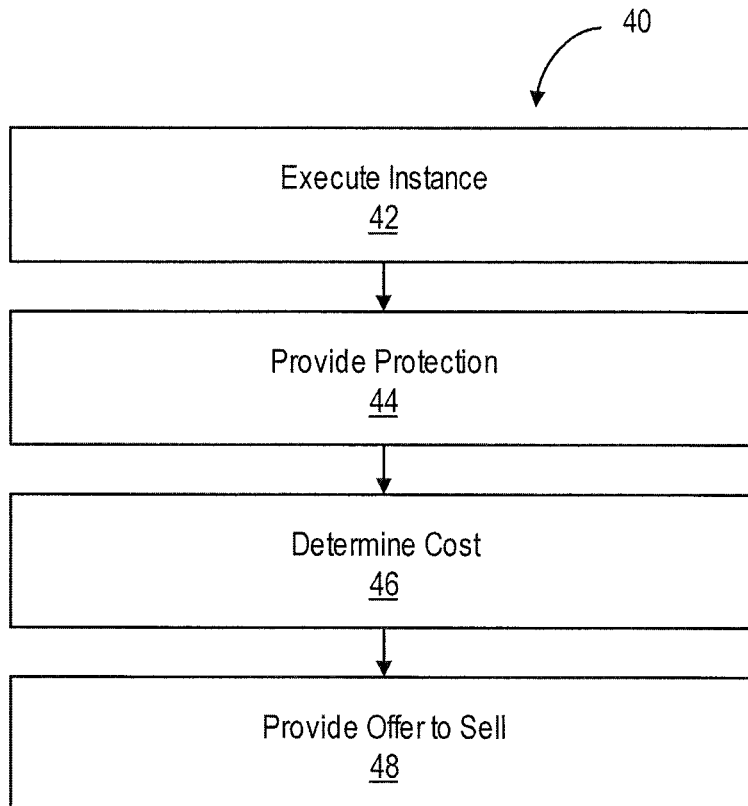 40
Execute Instance
42
Provide Protection
44
Determine Cost
46
Provide Offer to Sell
48